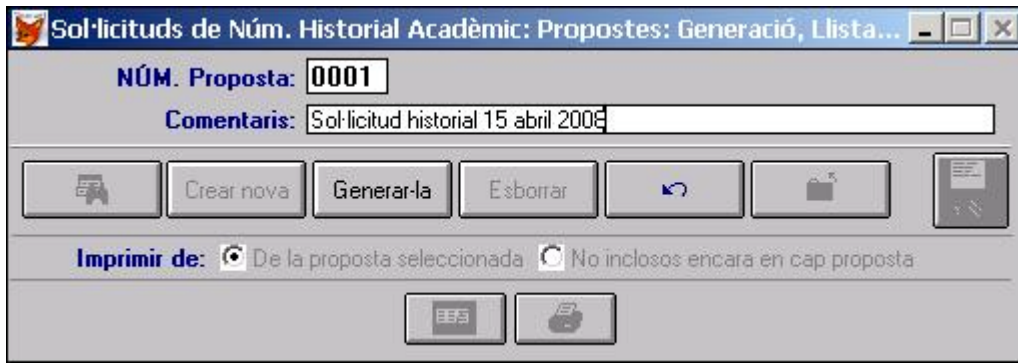 Sol·licituds de Núm. Historial Acadèmic: Propostes: Generació, Llista...
NÚM. Proposta: 0001
Comentaris: Sol·licitud historial 15 abril 2008
Crear nova Generar-la Esborrar
Imprimir de: De la proposta seleccionada No inclosos encara en cap proposta